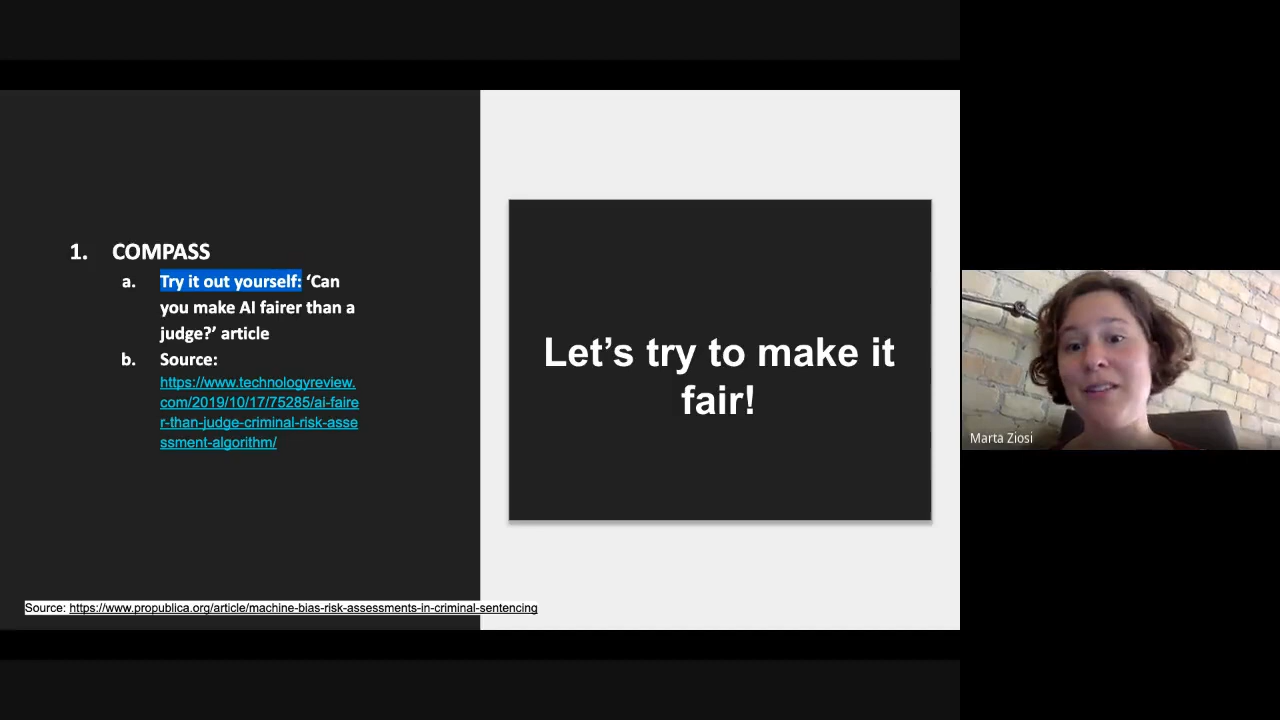 1. COMPASS
a. Try it out yourself: ‘Can
you make AI fairer than a
judge?’ article
b. Source:
https://www.technologyreview.
com/2019/10/17/75285/ai-faire
r-than-judge-criminal-risk-asse
ssment-algorithm/
Let’s try to make it
fair!
Marta Ziosi
Source: https://www.propublica.org/article/machine-bias-risk-assessments-in-criminal-sentencing